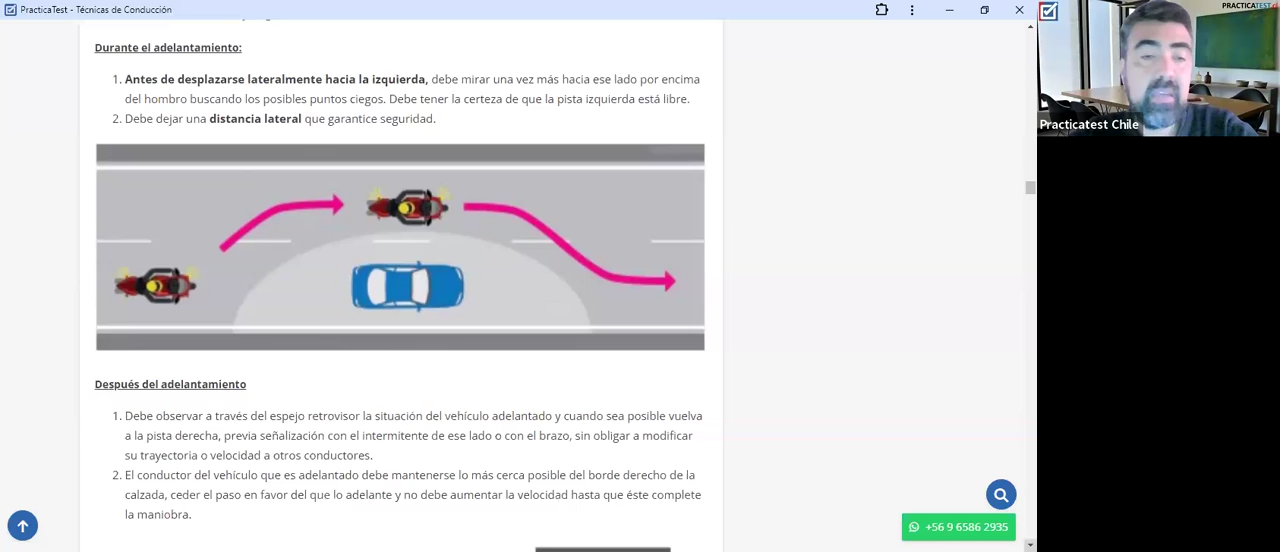 PracticaTest - Técnicas de Conducción
PRACTICATEST
Durante el adelantamiento:
1. Antes de desplazarse lateralmente hacia la izquierda, debe mirar una vez más hacia ese lado por encima
del hombro buscando los posibles puntos ciegos. Debe tener la certeza de que la pista izquierda está libre.
2. Debe dejar una distancia lateral que garantice seguridad.
Practicatest Chile
Después del adelantamiento
1. Debe observar a través del espejo retrovisor la situación del vehículo adelantado y cuando sea posible vuelva
a la pista derecha, previa señalización con el intermitente de ese lado o con el brazo, sin obligar a modificar
su trayectoria o velocidad a otros conductores.
2. El conductor del vehículo que es adelantado debe mantenerse lo más cerca posible del borde derecho de la
calzada, ceder el paso en favor del que lo adelante y no debe aumentar la velocidad hasta que éste complete
la maniobra.
+56 9 6586 2935